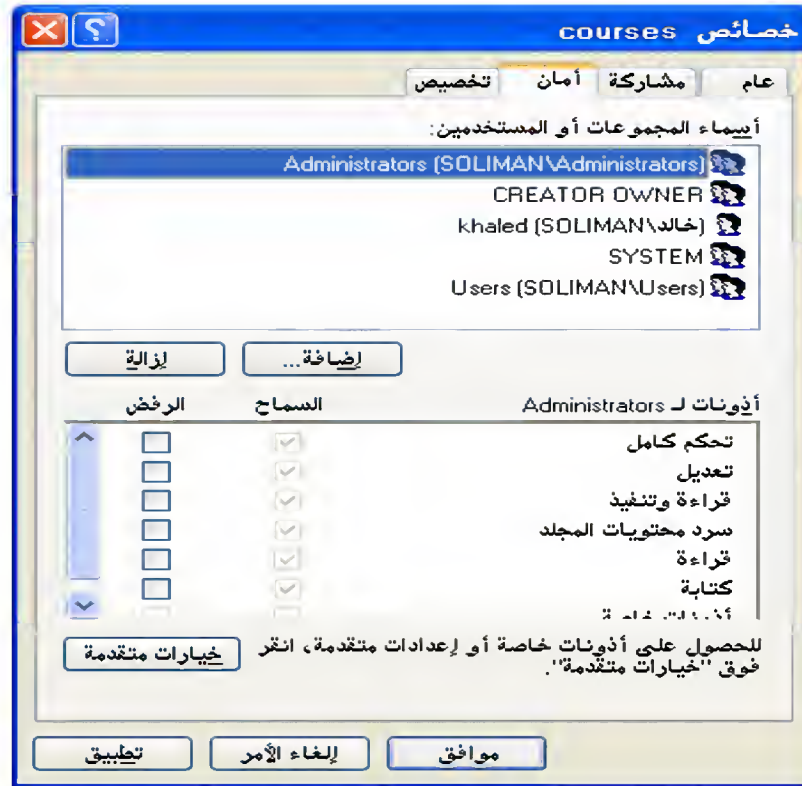 خصائص courses
عام مشاركة أمان تخصيص
أسماء المجموعات أو المستخدمين:
Administrators (SOLIMAN\Administrators)
CREATOR OWNER
khaled (SOLIMAN\خالد)
SYSTEM
Users (SOLIMAN\Users)
إضافة... إزالة
أذونات لـ Administrators السماح الرفض
تحكم كامل
تعديل
قراءة وتنفيذ
سرد محتويات المجلد
قراءة
كتابة
أذونات خاصة
للحصول على أذونات خاصة أو إعدادات متقدمة، انقر
فوق "خيارات متقدمة".
خيارات متقدمة
موافق إلغاء الأمر تطبيق